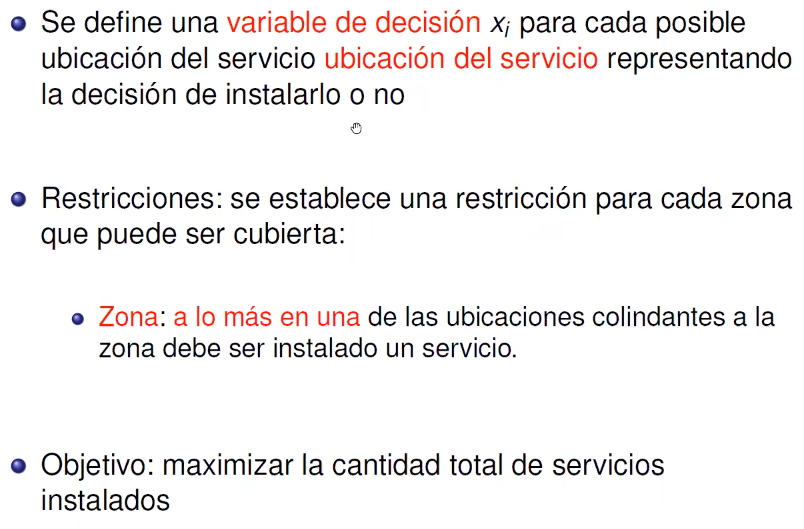 Se define una variable de decisión xi para cada posible
ubicación del servicio ubicación del servicio representando
la decisión de instalarlo o no
Restricciones: se establece una restricción para cada zona
que puede ser cubierta:
Zona: a lo más en una de las ubicaciones colindantes a la
zona debe ser instalado un servicio.
Objetivo: maximizar la cantidad total de servicios
instalados